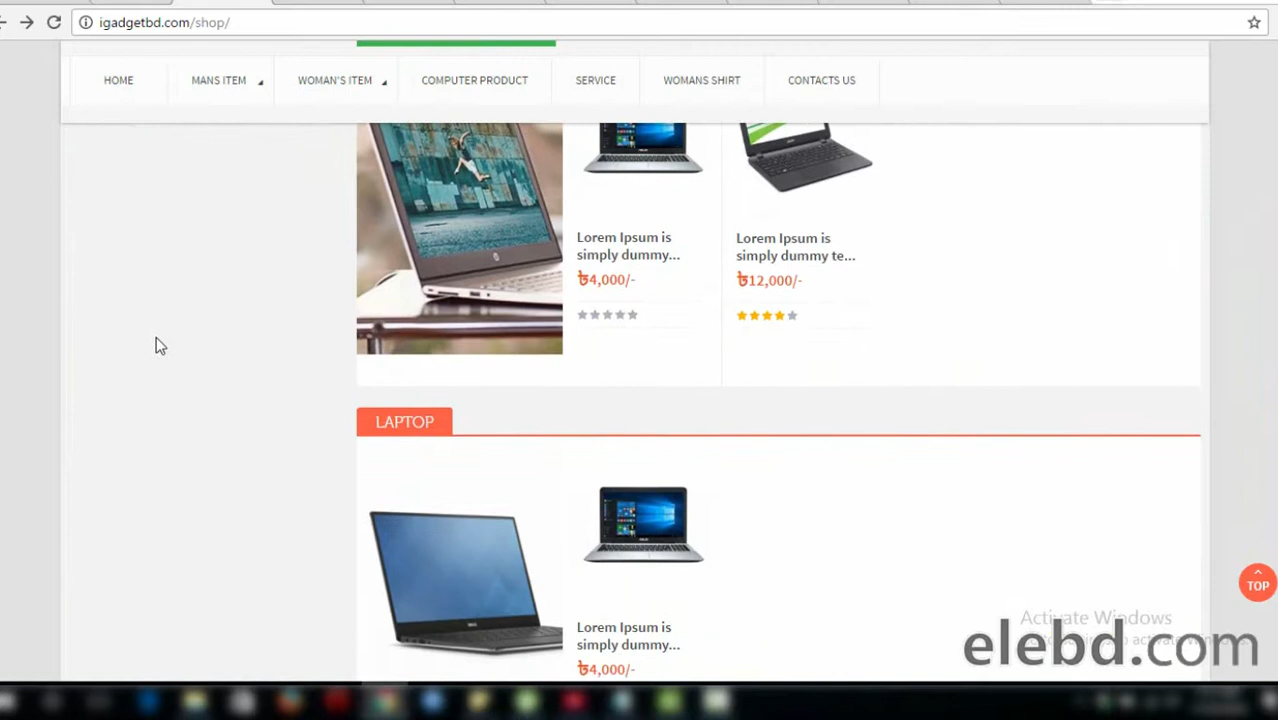 igadgetbd.com/shop/
HOME
MANS ITEM
WOMAN'S ITEM
COMPUTER PRODUCT
SERVICE
WOMANS SHIRT
CONTACTS US
Lorem Ipsum is
simply dummy...
৳4,000/-
Lorem Ipsum is
simply dummy te...
৳12,000/-
LAPTOP
Lorem Ipsum is
simply dummy...
৳4,000/-
TOP
Activate Windows
elebd.com